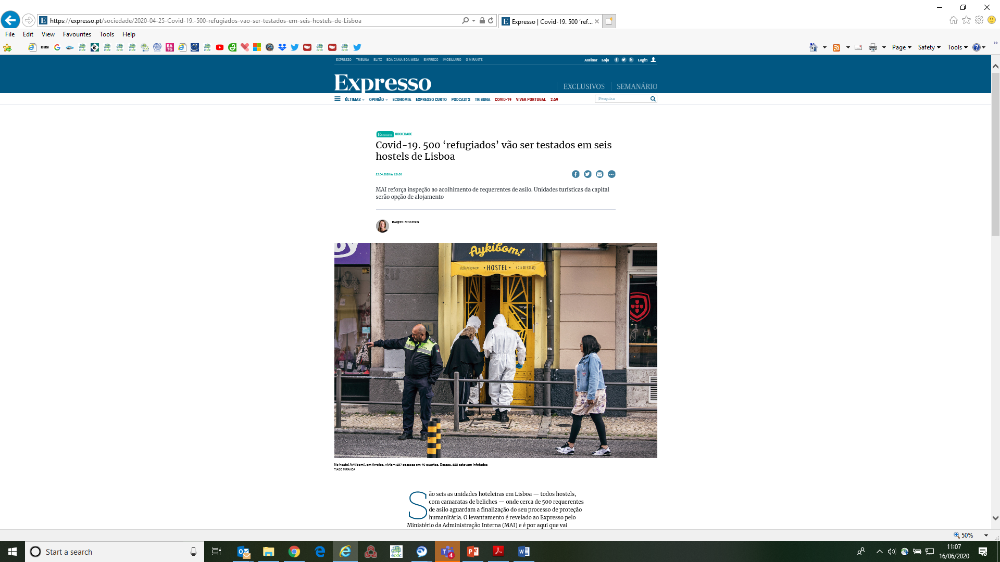 https://expresso.pt/sociedade/2020-04-25-Covid-19.-500-refugiados-vao-ser-testados-em-seis-hostels-de-Lisboa
Expresso | Covid-19. 500 ‘ref...
File Edit View Favourites Tools Help
Page Safety Tools
EXPRESSO TRIBUNA BLITZ BOA CAMA BOA MESA EMPREGO IMOBILIÁRIO O MIRANTE
Assinar Loja Login
Expresso
EXCLUSIVOS SEMANÁRIO
ÚLTIMAS OPINIÃO ECONOMIA EXPRESSO CURTO PODCASTS TRIBUNA COVID-19 VIVER PORTUGAL 2:59
Pesquisa
EXCLUSIVO SOCIEDADE
Covid-19. 500 ‘refugiados’ vão ser testados em seis
hostels de Lisboa
25.04.2020 às 12h56
MAI reforça inspeção ao acolhimento de requerentes de asilo. Unidades turísticas da capital
serão opção de alojamento
RAQUEL MOLEIRO
Aykibom!
• HOSTEL •
No hostel Aykibom!, em Arroios, viviam 187 pessoas em 40 quartos. Dessas, 138 estavam infetadas
TIAGO MIRANDA
São seis as unidades hoteleiras em Lisboa — todos hostels,
com camaratas de beliches — onde cerca de 500 requerentes
de asilo aguardam a finalização do seu processo de proteção
humanitária. O levantamento é revelado ao Expresso pelo
Ministério da Administração Interna (MAI) e é por aqui que vai
50%
Start a search
4
11:07
16/06/2020